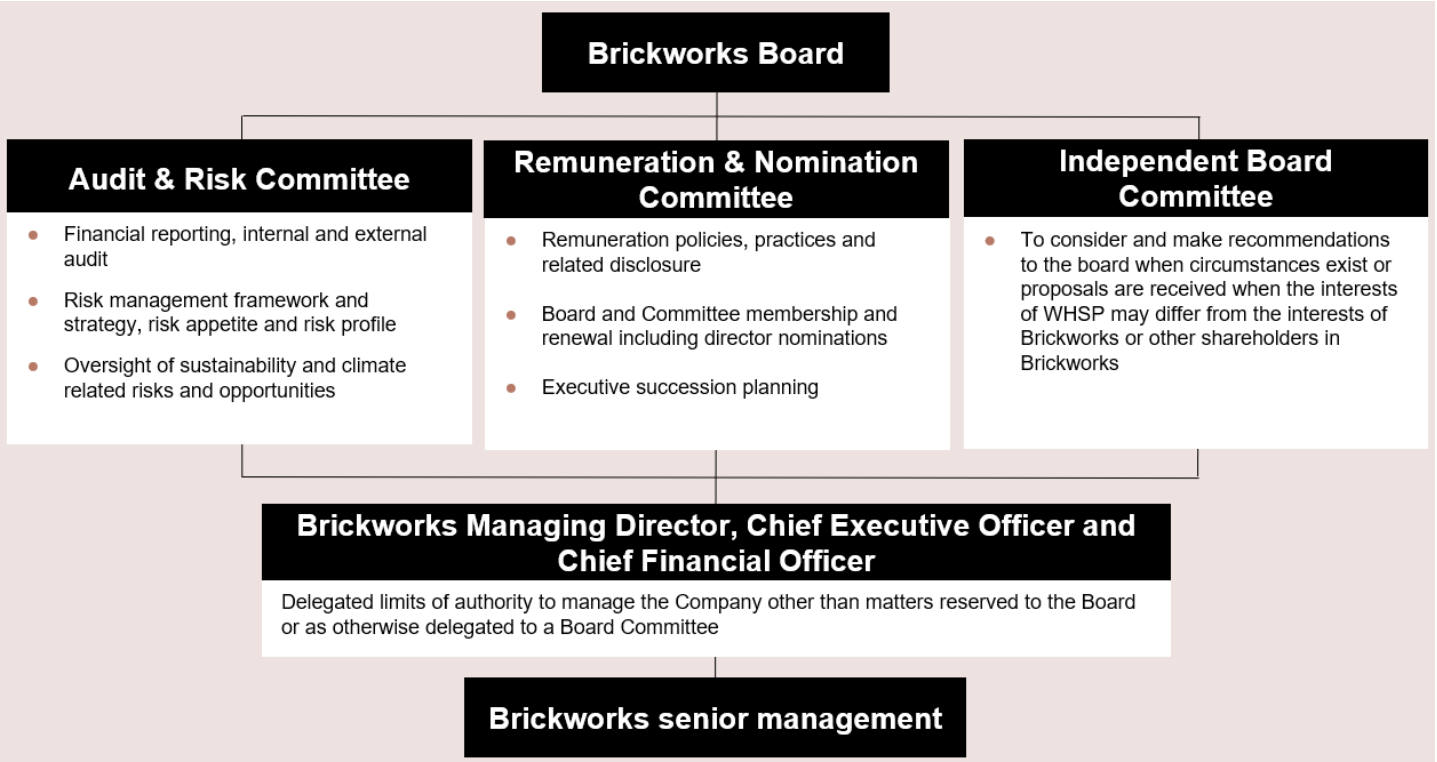 Brickworks Board
Audit & Risk Committee
● Financial reporting, internal and external
audit
● Risk management framework and
strategy, risk appetite and risk profile
● Oversight of sustainability and climate
related risks and opportunities
Remuneration & Nomination
Committee
● Remuneration policies, practices and
related disclosure
● Board and Committee membership and
renewal including director nominations
● Executive succession planning
Independent Board
Committee
● To consider and make recommendations
to the board when circumstances exist or
proposals are received when the interests
of WHSP may differ from the interests of
Brickworks or other shareholders in
Brickworks
Brickworks Managing Director, Chief Executive Officer and
Chief Financial Officer
Delegated limits of authority to manage the Company other than matters reserved to the Board
or as otherwise delegated to a Board Committee
Brickworks senior management